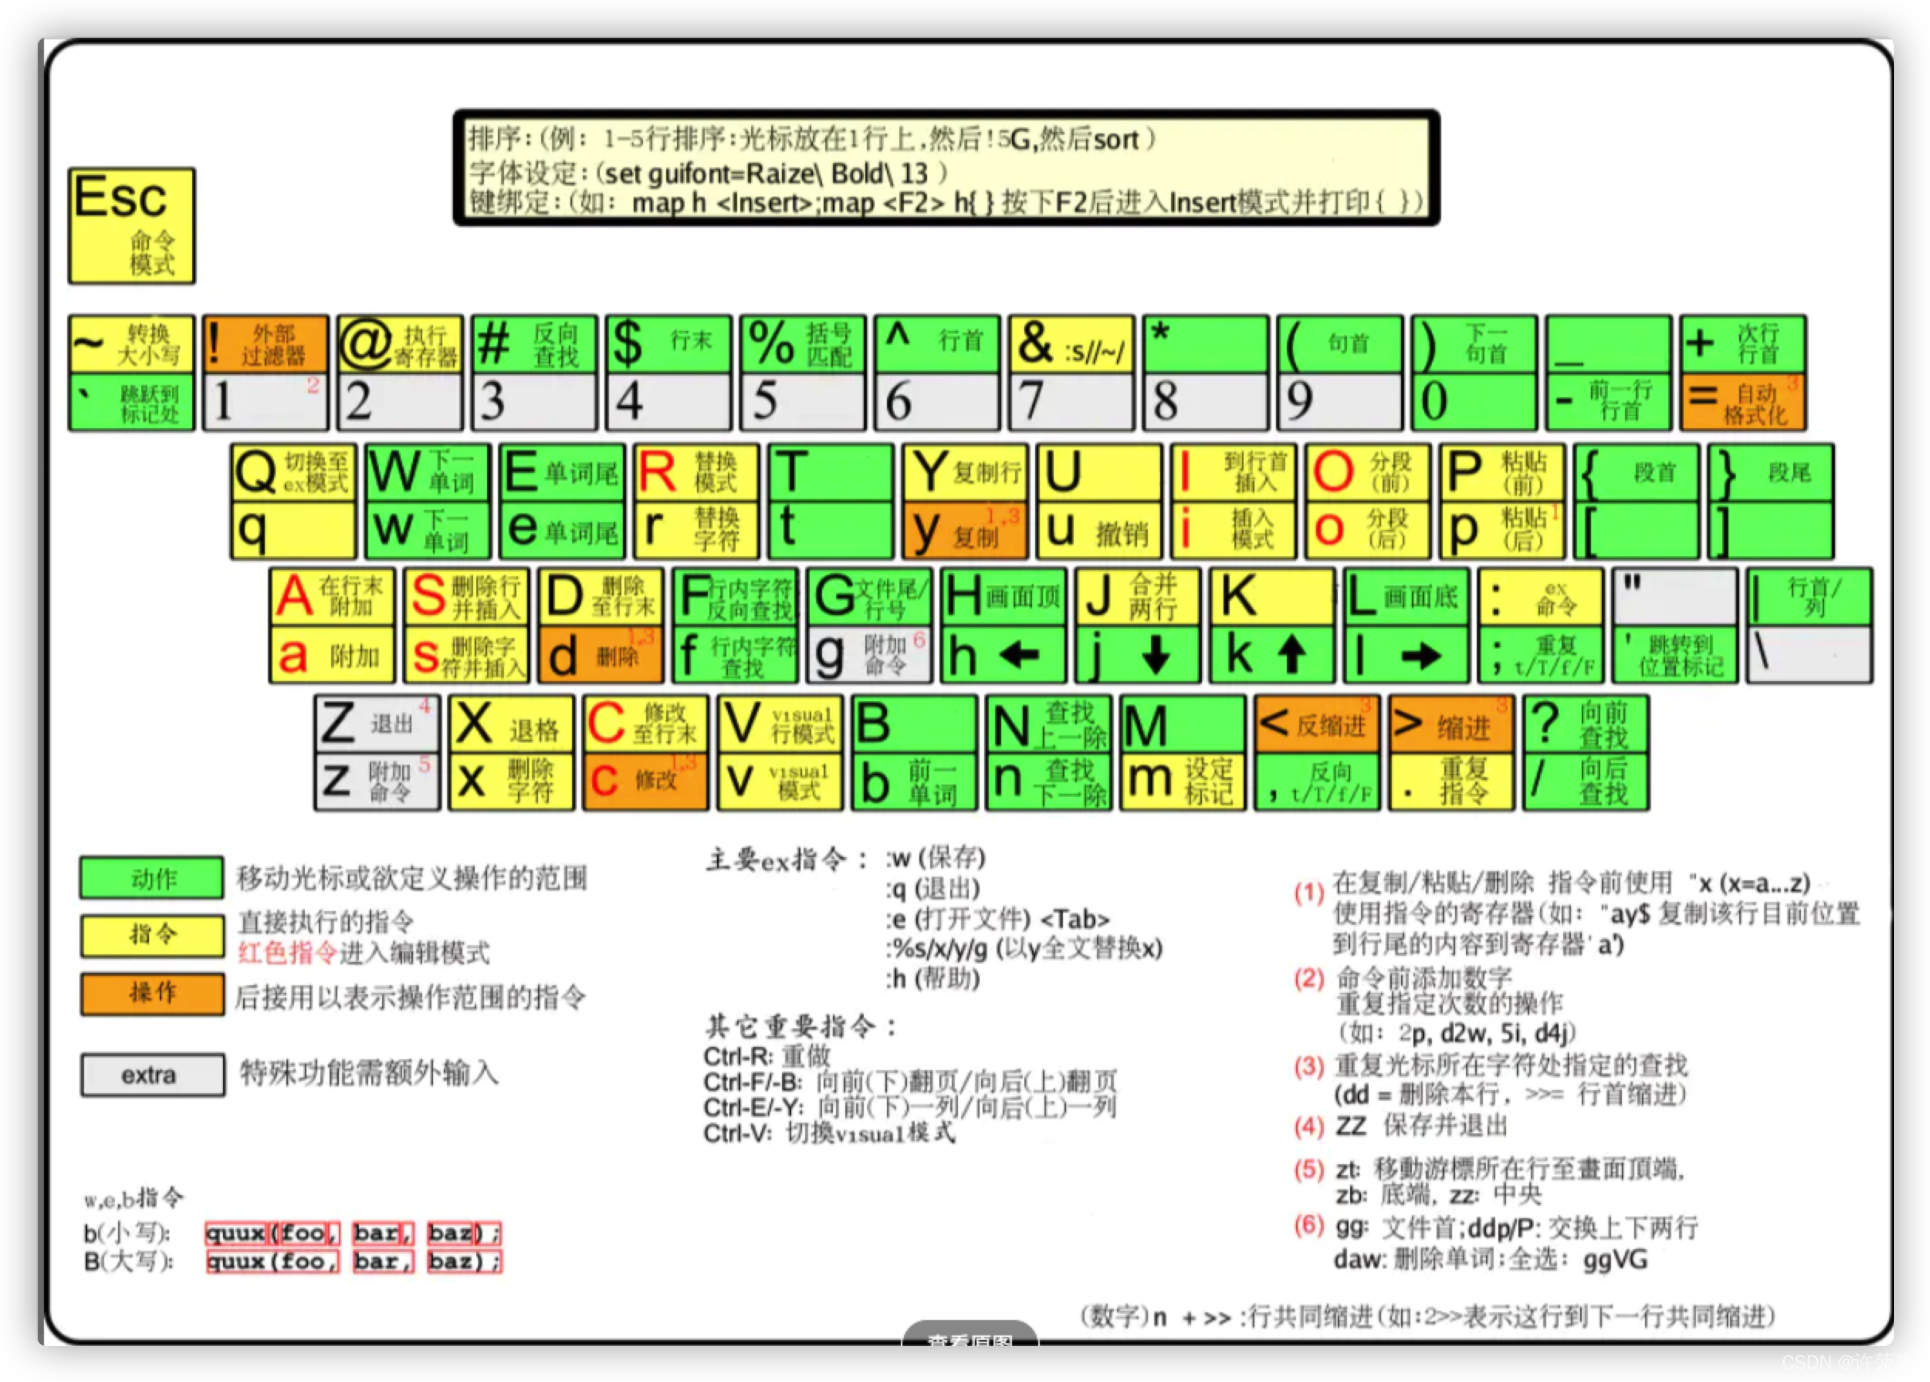 排序:(例: 1-5行排序:光标放在1行上,然后!5G,然后sort )
字体设定:(set guifont=Raize\ Bold\ 13 )
键绑定:(如: map h <Insert>;map <F2> h{ } 按下F2后进入Insert模式并打印{ })
Esc 命令模式
~ 转换大小写
! 外部过滤器
@ 执行寄存器
# 反向查找
$ 行末
% 括号匹配
^ 行首
& :s//~/
*
( 句首
) 下一句首
_
+ 次行行首
` 跳跃到标记处
1 2
2
3
4
5
6
7
8
9
0
- 前一行行首
= 自动格式化 3
Q 切换至ex模式
W 下一单词
E 单词尾
R 替换模式
T
Y 复制行
U
I 到行首插入
O 分段(前)
P 粘贴(前)
{ 段首
} 段尾
q
w 下一单词
e 单词尾
r 替换字符
t
y 复制 1,3
u 撤销
i 插入模式
o 分段(后)
p 粘贴(后) 1
[
]
A 在行末附加
S 删除行并插入
D 删除至行末
F 行内字符反向查找
G 文件尾/行号
H 画面顶
J 合并两行
K
L 画面底
: ex命令
"
| 行首/列
a 附加
s 删除字符并插入
d 删除 1,3
f 行内字符查找
g 附加命令 6
h ←
j ↓
k ↑
l →
; 重复t/T/f/F
' 跳转到位置标记
\
Z 退出 4
X 退格
C 修改至行末
V visual行模式
B
N 查找上一除
M
< 反缩进 3
> 缩进 3
? 向前查找
z 附加命令 5
x 删除字符
c 修改 1,3
v visual模式
b 前一单词
n 查找下一除
m 设定标记
, 反向t/T/f/F
. 重复指令
/ 向后查找
动作 移动光标或欲定义操作的范围
指令 直接执行的指令
红色指令进入编辑模式
操作 后接用以表示操作范围的指令
extra 特殊功能需额外输入
w,e,b指令
b(小写): quux(foo, bar, baz);
B(大写): quux(foo, bar, baz);
主要ex指令 : :w (保存)
:q (退出)
:e (打开文件) <Tab>
:%s/x/y/g (以y全文替换x)
:h (帮助)
其它重要指令 :
Ctrl-R: 重做
Ctrl-F/-B: 向前(下)翻页/向后(上)翻页
Ctrl-E/-Y: 向前(下)一列/向后(上)一列
Ctrl-V: 切换visual模式
(1) 在复制/粘贴/删除 指令前使用 "x (x=a...z)
使用指令的寄存器(如: "ay$ 复制该行目前位置
到行尾的内容到寄存器'a')
(2) 命令前添加数字
重复指定次数的操作
(如: 2p, d2w, 5i, d4j)
(3) 重复光标所在字符处指定的查找
(dd = 删除本行, >>= 行首缩进)
(4) ZZ 保存并退出
(5) zt: 移動游標所在行至畫面頂端,
zb: 底端, zz: 中央
(6) gg: 文件首;ddp/P: 交换上下两行
daw: 删除单词;全选: ggVG
(数字)n + >> :行共同缩进(如:2>>表示这行到下一行共同缩进)
查看原图
CSDN @许